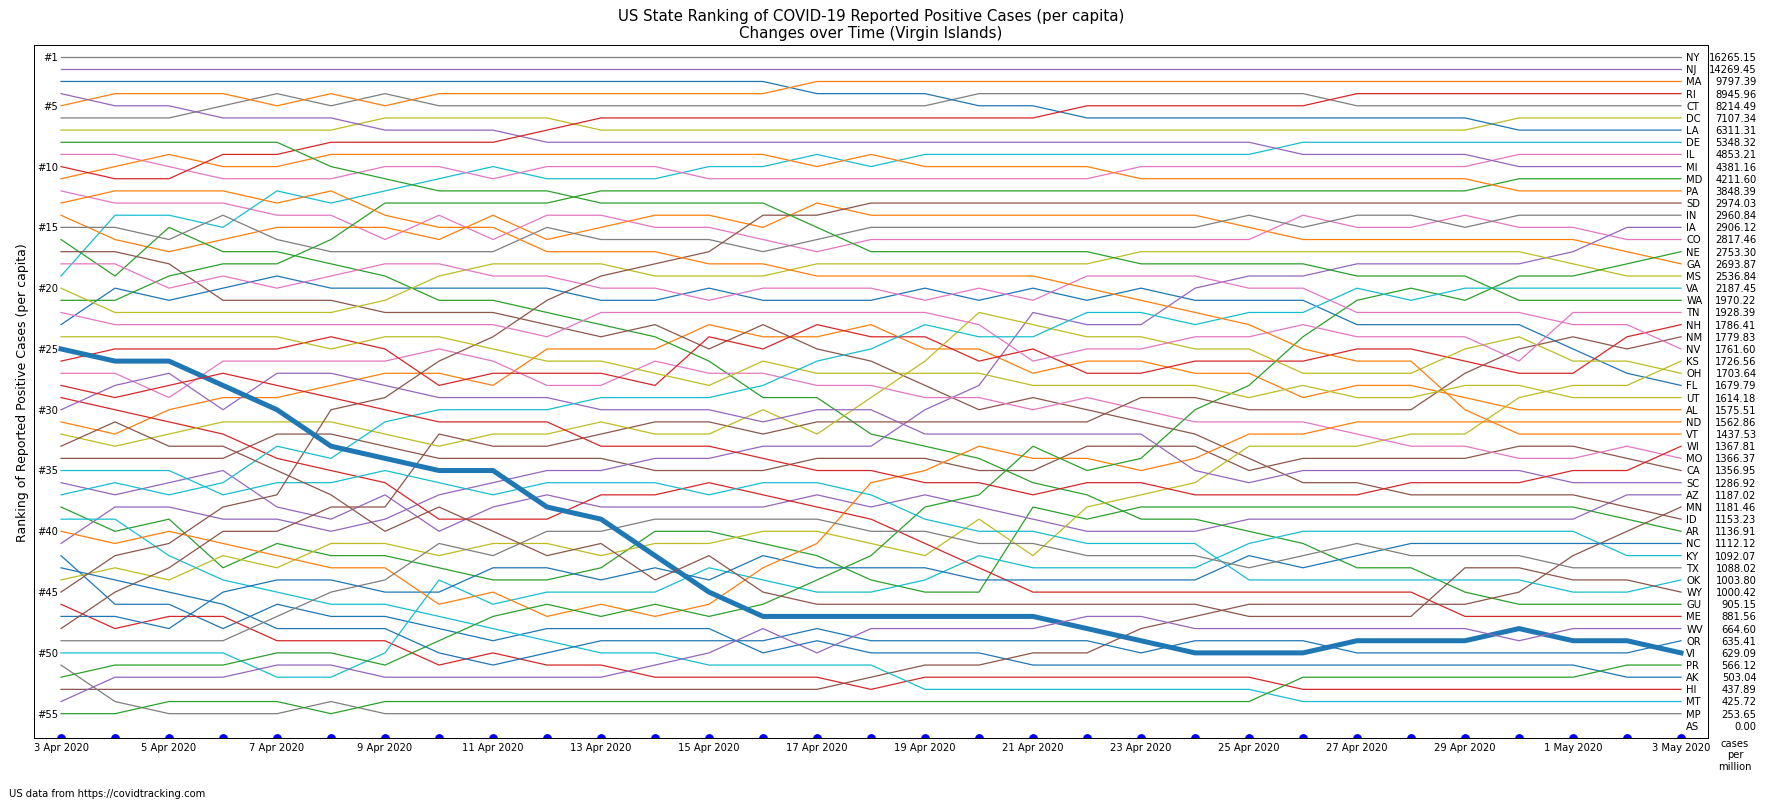 US State Ranking of COVID-19 Reported Positive Cases (per capita)
Changes over Time (Virgin Islands)
Ranking of Reported Positive Cases (per capita)
#1
#5
#10
#15
#20
#25
#30
#35
#40
#45
#50
#55
NY 16265.15
NJ 14269.45
MA 9797.39
RI 8945.96
CT 8214.49
DC 7107.34
LA 6311.31
DE 5348.32
IL 4853.21
MI 4381.16
MD 4211.60
PA 3848.39
SD 2974.03
IN 2960.84
IA 2906.12
CO 2817.46
NE 2753.30
GA 2693.87
MS 2536.84
VA 2187.45
WA 1970.22
TN 1928.39
NH 1786.41
NM 1779.83
NV 1761.60
KS 1726.56
OH 1703.64
FL 1679.79
UT 1614.18
AL 1575.51
ND 1562.86
VT 1437.53
WI 1367.81
MO 1366.37
CA 1356.95
SC 1286.92
AZ 1187.02
MN 1181.46
ID 1153.23
AR 1136.91
NC 1112.12
KY 1092.07
TX 1088.02
OK 1003.80
WY 1000.42
GU 905.15
ME 881.56
WV 664.60
OR 635.41
VI 629.09
PR 566.12
AK 503.04
HI 437.89
MT 425.72
MP 253.65
AS 0.00
3 Apr 2020 5 Apr 2020 7 Apr 2020 9 Apr 2020 11 Apr 2020 13 Apr 2020 15 Apr 2020 17 Apr 2020 19 Apr 2020 21 Apr 2020 23 Apr 2020 25 Apr 2020 27 Apr 2020 29 Apr 2020 1 May 2020 3 May 2020
cases
per
million
US data from https://covidtracking.com